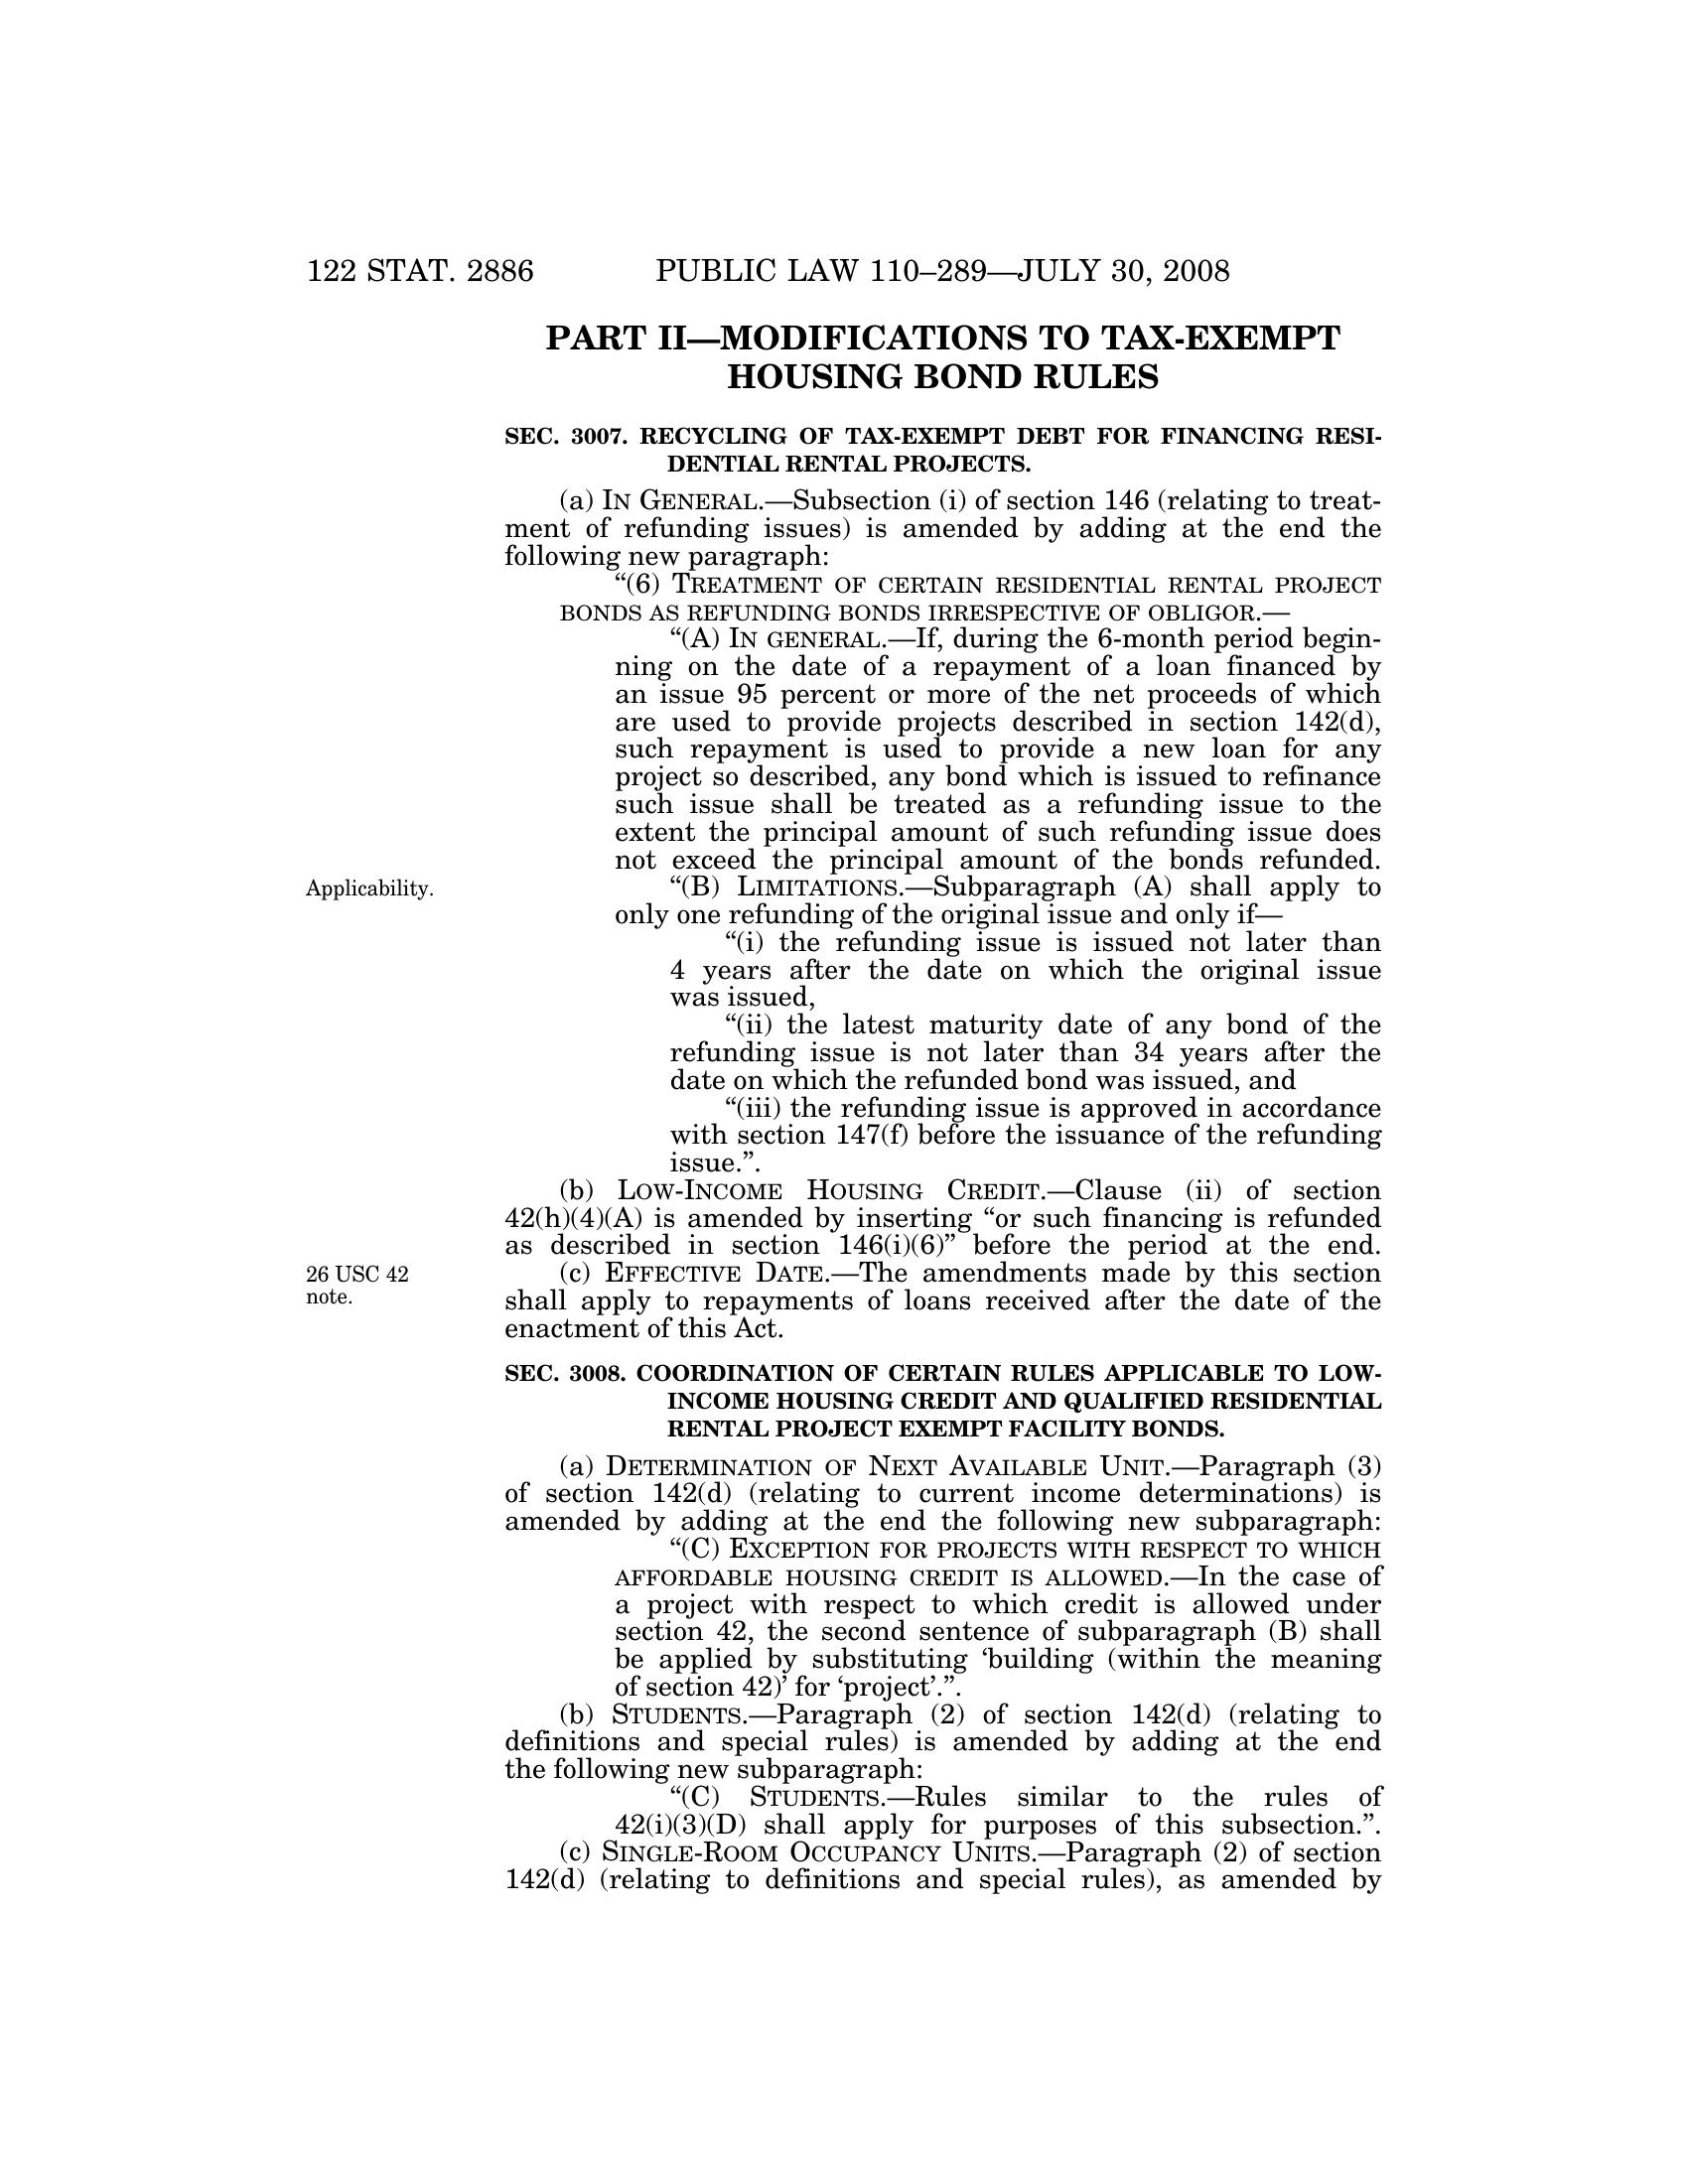 122 STAT. 2886 PUBLIC LAW 110–289—JULY 30, 2008
PART II—MODIFICATIONS TO TAX-EXEMPT
HOUSING BOND RULES
SEC. 3007. RECYCLING OF TAX-EXEMPT DEBT FOR FINANCING RESI-
DENTIAL RENTAL PROJECTS.
(a) IN GENERAL.—Subsection (i) of section 146 (relating to treat-
ment of refunding issues) is amended by adding at the end the
following new paragraph:
“(6) TREATMENT OF CERTAIN RESIDENTIAL RENTAL PROJECT
BONDS AS REFUNDING BONDS IRRESPECTIVE OF OBLIGOR.—
“(A) IN GENERAL.—If, during the 6-month period begin-
ning on the date of a repayment of a loan financed by
an issue 95 percent or more of the net proceeds of which
are used to provide projects described in section 142(d),
such repayment is used to provide a new loan for any
project so described, any bond which is issued to refinance
such issue shall be treated as a refunding issue to the
extent the principal amount of such refunding issue does
not exceed the principal amount of the bonds refunded.
Applicability.
“(B) LIMITATIONS.—Subparagraph (A) shall apply to
only one refunding of the original issue and only if—
“(i) the refunding issue is issued not later than
4 years after the date on which the original issue
was issued,
“(ii) the latest maturity date of any bond of the
refunding issue is not later than 34 years after the
date on which the refunded bond was issued, and
“(iii) the refunding issue is approved in accordance
with section 147(f) before the issuance of the refunding
issue.”.
(b) LOW-INCOME HOUSING CREDIT.—Clause (ii) of section
42(h)(4)(A) is amended by inserting “or such financing is refunded
as described in section 146(i)(6)” before the period at the end.
26 USC 42
note.
(c) EFFECTIVE DATE.—The amendments made by this section
shall apply to repayments of loans received after the date of the
enactment of this Act.
SEC. 3008. COORDINATION OF CERTAIN RULES APPLICABLE TO LOW-
INCOME HOUSING CREDIT AND QUALIFIED RESIDENTIAL
RENTAL PROJECT EXEMPT FACILITY BONDS.
(a) DETERMINATION OF NEXT AVAILABLE UNIT.—Paragraph (3)
of section 142(d) (relating to current income determinations) is
amended by adding at the end the following new subparagraph:
“(C) EXCEPTION FOR PROJECTS WITH RESPECT TO WHICH
AFFORDABLE HOUSING CREDIT IS ALLOWED.—In the case of
a project with respect to which credit is allowed under
section 42, the second sentence of subparagraph (B) shall
be applied by substituting ‘building (within the meaning
of section 42)’ for ‘project’.”.
(b) STUDENTS.—Paragraph (2) of section 142(d) (relating to
definitions and special rules) is amended by adding at the end
the following new subparagraph:
“(C) STUDENTS.—Rules similar to the rules of
42(i)(3)(D) shall apply for purposes of this subsection.”.
(c) SINGLE-ROOM OCCUPANCY UNITS.—Paragraph (2) of section
142(d) (relating to definitions and special rules), as amended by